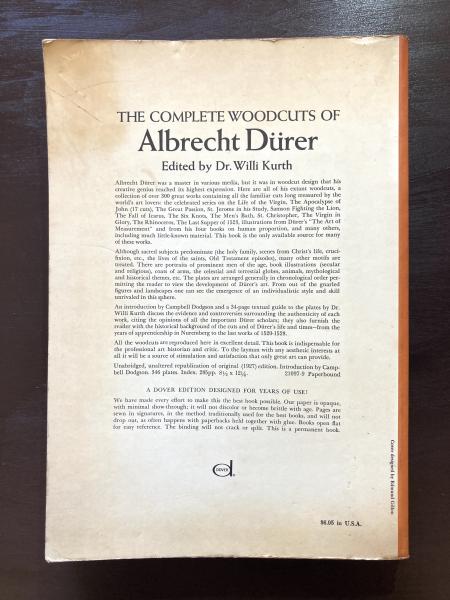 THE COMPLETE WOODCUTS OF
Albrecht Dürer
Edited by Dr. Willi Kurth
Albrecht Dürer was a master in various media, but it was in woodcut design that his
creative genius reached its highest expression. Here are all of his extant woodcuts, a
collection of over 300 great works containing all the familiar cuts long treasured by the
world's art lovers: the celebrated series on the Life of the Virgin, The Apocalypse of
John (17 cuts), The Great Passion, St. Jerome in his Study, Samson Fighting the Lion,
The Fall of Icarus, The Six Knots, The Men's Bath, St. Christopher, The Virgin in
Glory, The Rhinoceros, The Last Supper of 1523, illustrations from Dürer's "The Art of
Measurement" and from his four books on human proportion, and many others,
including much little-known material. This book is the only available source for many
of these works.
Although sacred subjects predominate (the holy family, scenes from Christ's life, cruci-
fixion, etc., the lives of the saints, Old Testament episodes), many other motifs are
treated. There are portraits of prominent men of the age, book illustrations (secular
and religious), coats of arms, the celestial and terrestrial globes, animals, mythological
and historical themes, etc. The plates are arranged generally in chronological order per-
mitting the reader to view the development of Dürer's art. From out of the gnarled
figures and landscapes one can see the emergence of an individualistic style and skill
unrivaled in this sphere.
An introduction by Campbell Dodgson and a 34-page textual guide to the plates by Dr.
Willi Kurth discuss the evidence and controversies surrounding the authenticity of each
work, citing the opinions of all the important Dürer scholars; they also furnish the
reader with the historical background of the cuts and of Dürer's life and times—from the
years of apprenticeship in Nuremberg to the last works of 1520-1528.
All the woodcuts are reproduced here in excellent detail. This book is indispensable for
the professional art historian and critic. To the layman with any aesthetic interests at
all it will be a source of stimulation and satisfaction that only great art can provide.
Unabridged, unaltered republication of original (1927) edition. Introduction by Camp-
bell Dodgson. 346 plates. Index. 285pp. 8½ x 12¼. 21097-9 Paperbound
A DOVER EDITION DESIGNED FOR YEARS OF USE!
We have made every effort to make this the best book possible. Our paper is opaque,
with minimal show-through; it will not discolor or become brittle with age. Pages are
sewn in signatures, in the method traditionally used for the best books, and will not
drop out, as often happens with paperbacks held together with glue. Books open flat
for easy reference. The binding will not crack or split. This is a permanent book.
DOVER
Cover designed by Edmund Gillon
$6.95 in U.S.A.